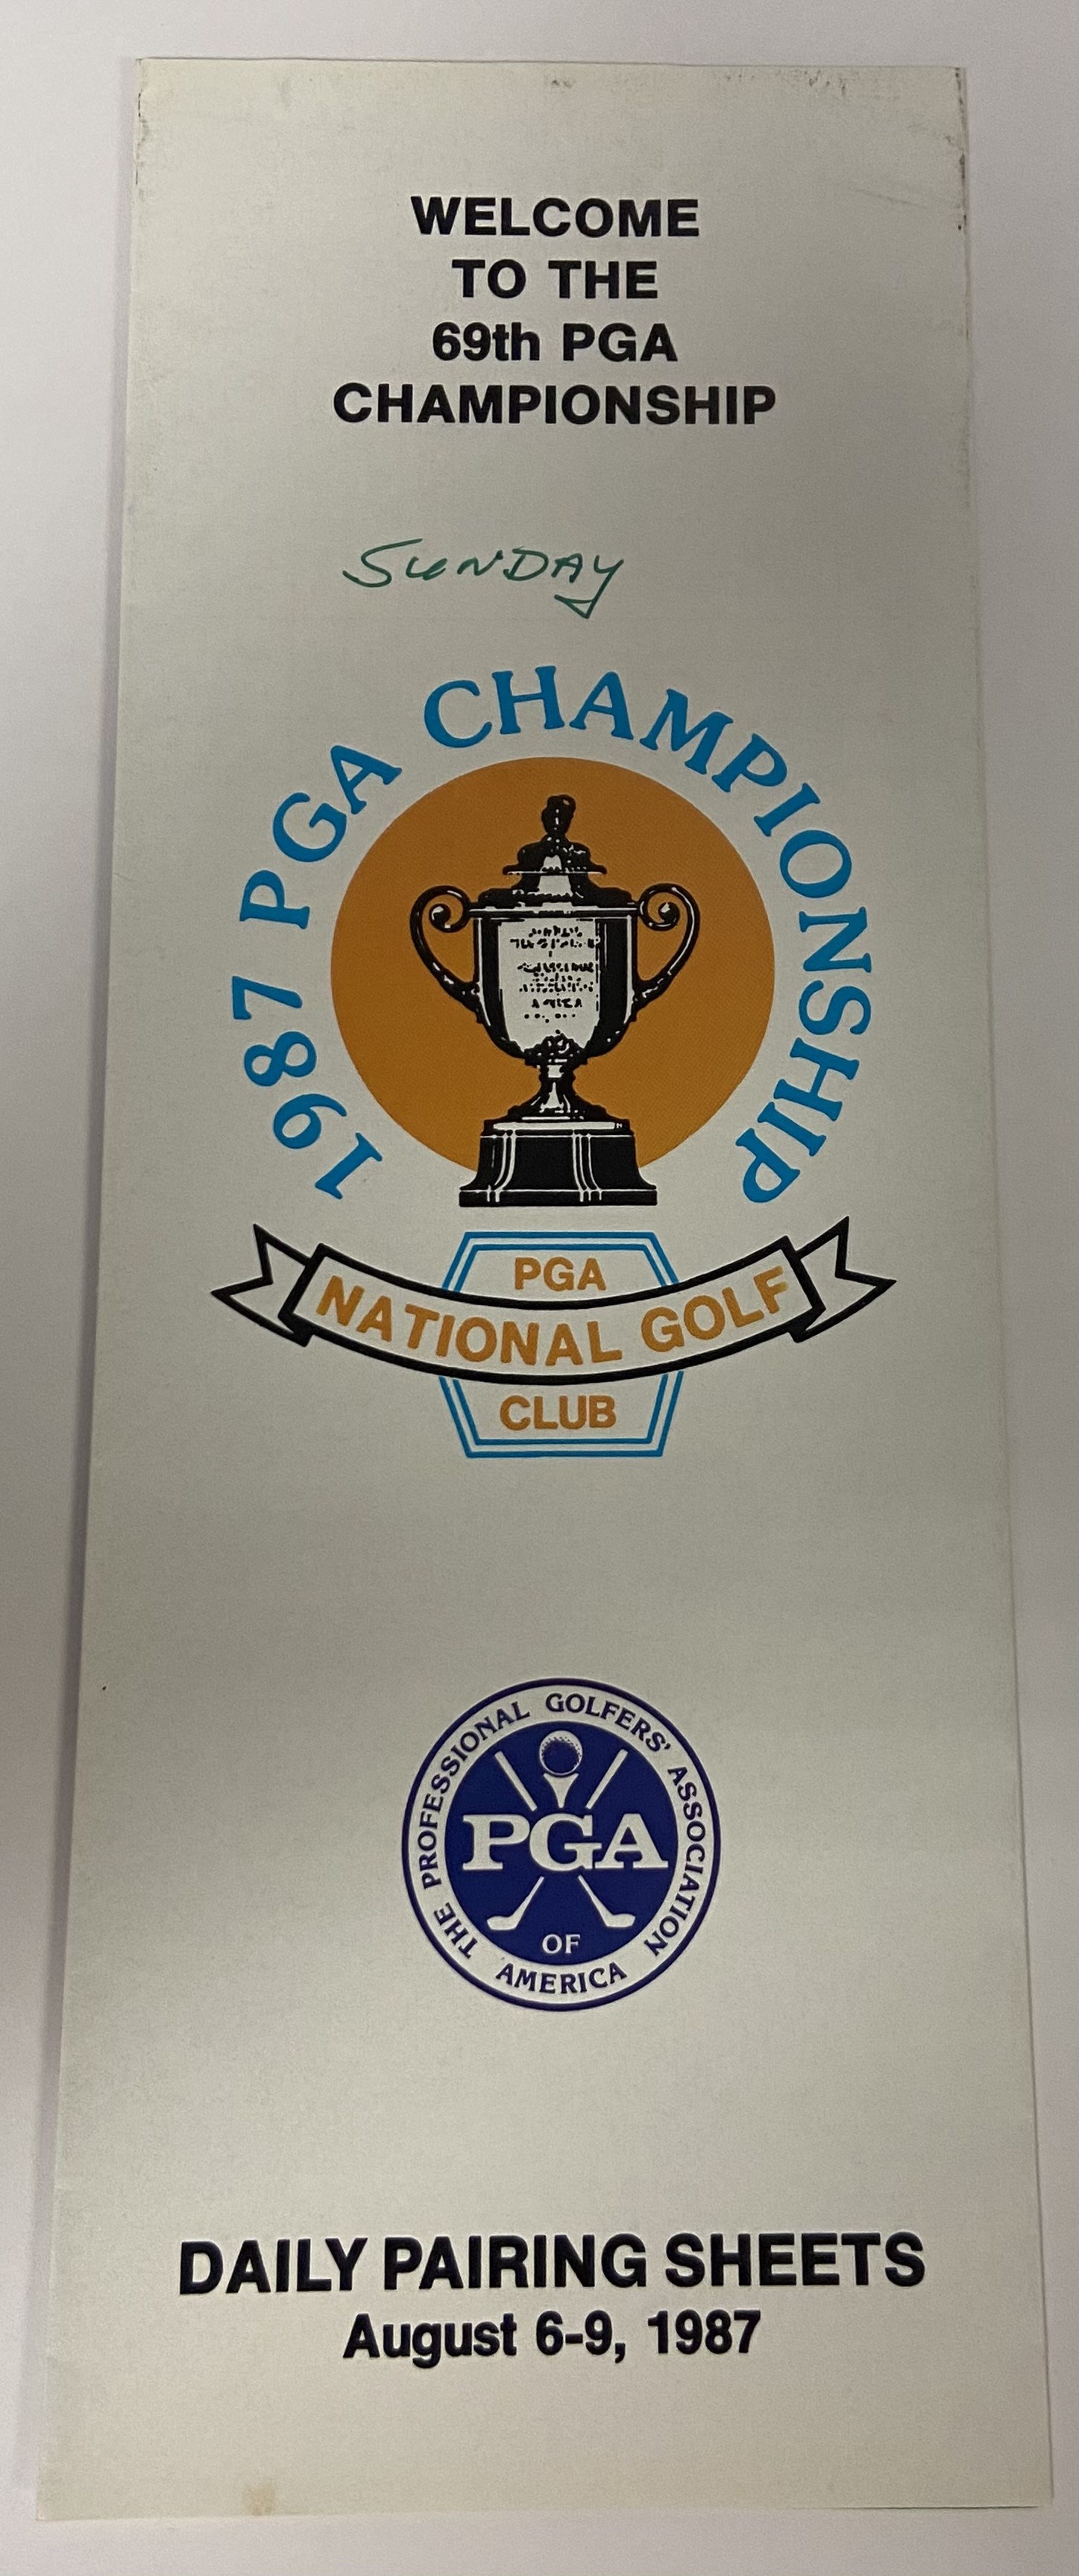 WELCOME
TO THE
69th PGA
CHAMPIONSHIP
SUNDAY
1987 PGA CHAMPIONSHIP
PGA
NATIONAL GOLF
CLUB
THE PROFESSIONAL GOLFERS' ASSOCIATION
PGA
OF
AMERICA
DAILY PAIRING SHEETS
August 6-9, 1987